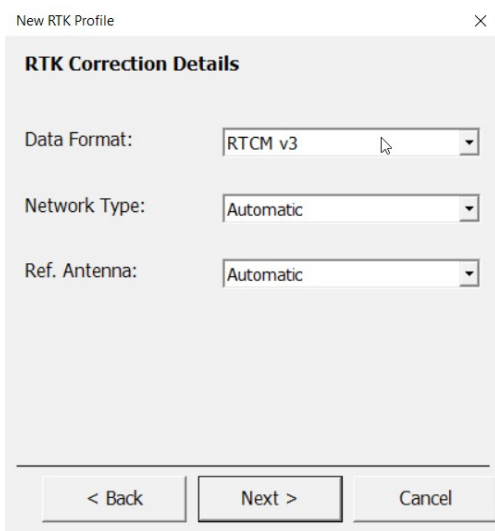 New RTK Profile
RTK Correction Details
Data Format: RTCM v3
Network Type: Automatic
Ref. Antenna: Automatic
< Back Next > Cancel